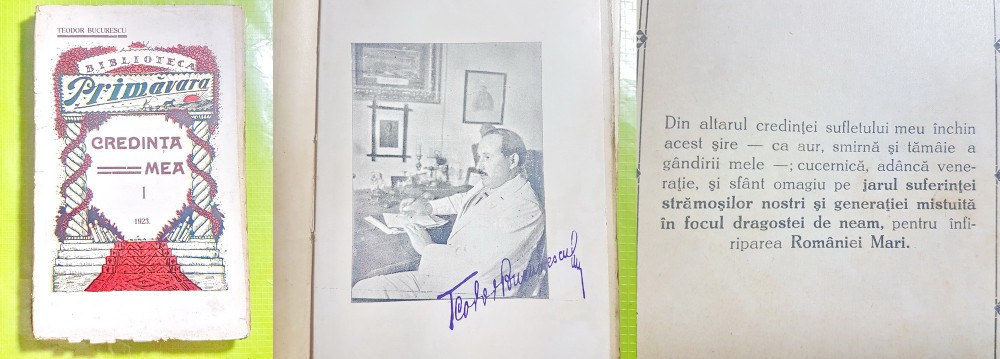 TEODOR BUCURESCU
BIBLIOTECA
Primăvara
CREDINȚA
MEA
I
1923.
Teodor Bucurescu
Din altarul credinței sufletului meu închin
acest șire — ca aur, smirnă și tămâie a
gândirii mele —; cucernică, adâncă vene-
rație, și sfânt omagiu pe jarul suferinței
strămoșilor nostri și generației mistuită
în focul dragostei de neam, pentru înfi-
riparea României Mari.